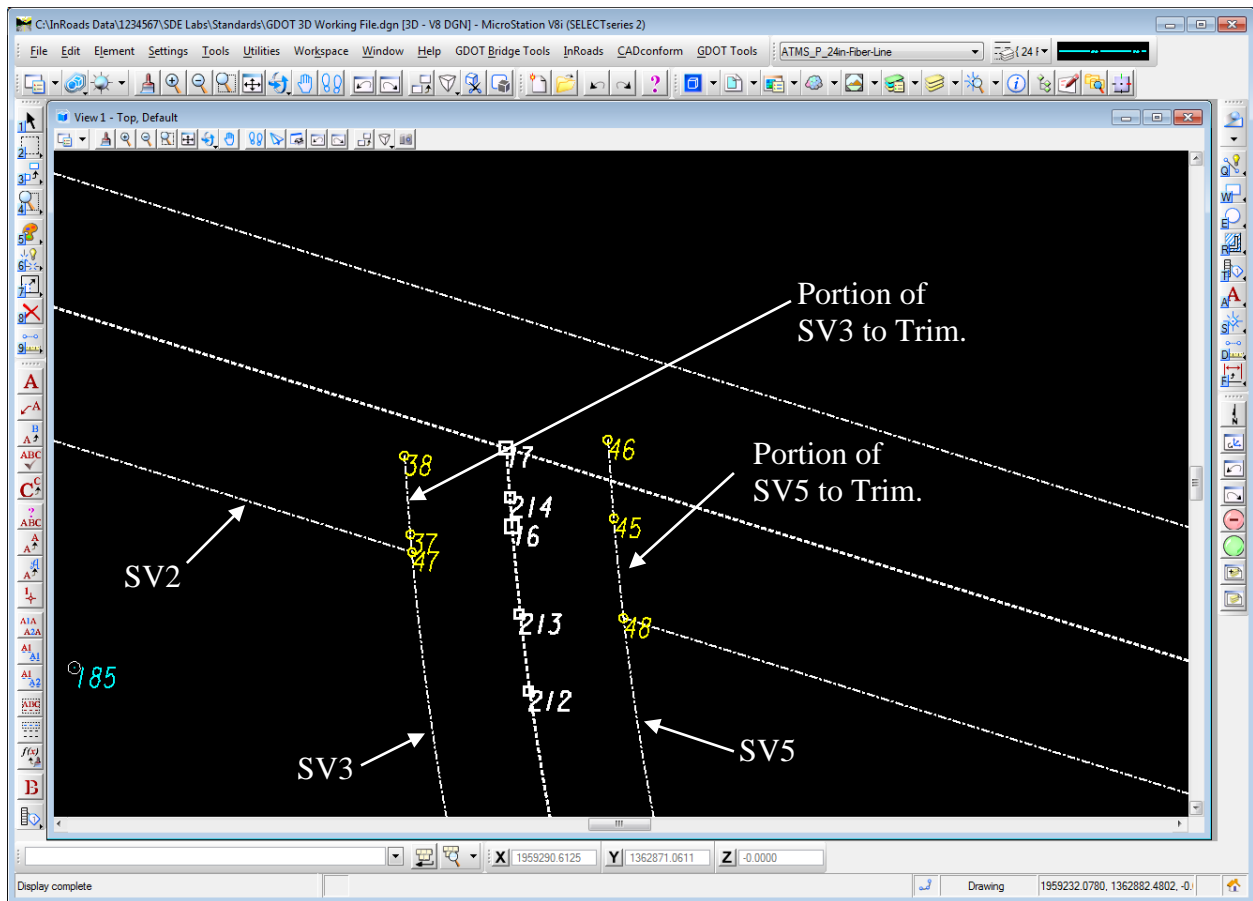 C:\InRoads Data\1234567\SDE Labs\Standards\GDOT 3D Working File.dgn [3D - V8 DGN] - MicroStation V8i (SELECTseries 2)
File Edit Element Settings Tools Utilities Workspace Window Help GDOT Bridge Tools InRoads CADconform GDOT Tools ATMS_P_24in-Fiber-Line {24 F
View 1 - Top, Default
Portion of
SV3 to Trim.
Portion of
SV5 to Trim.
38
17
46
214
16
45
37
47
SV2
213
48
185
212
SV3
SV5
X 1959290.6125 Y 1362871.0611 Z -0.0000
Display complete Drawing 1959232.0780, 1362882.4802, -0.